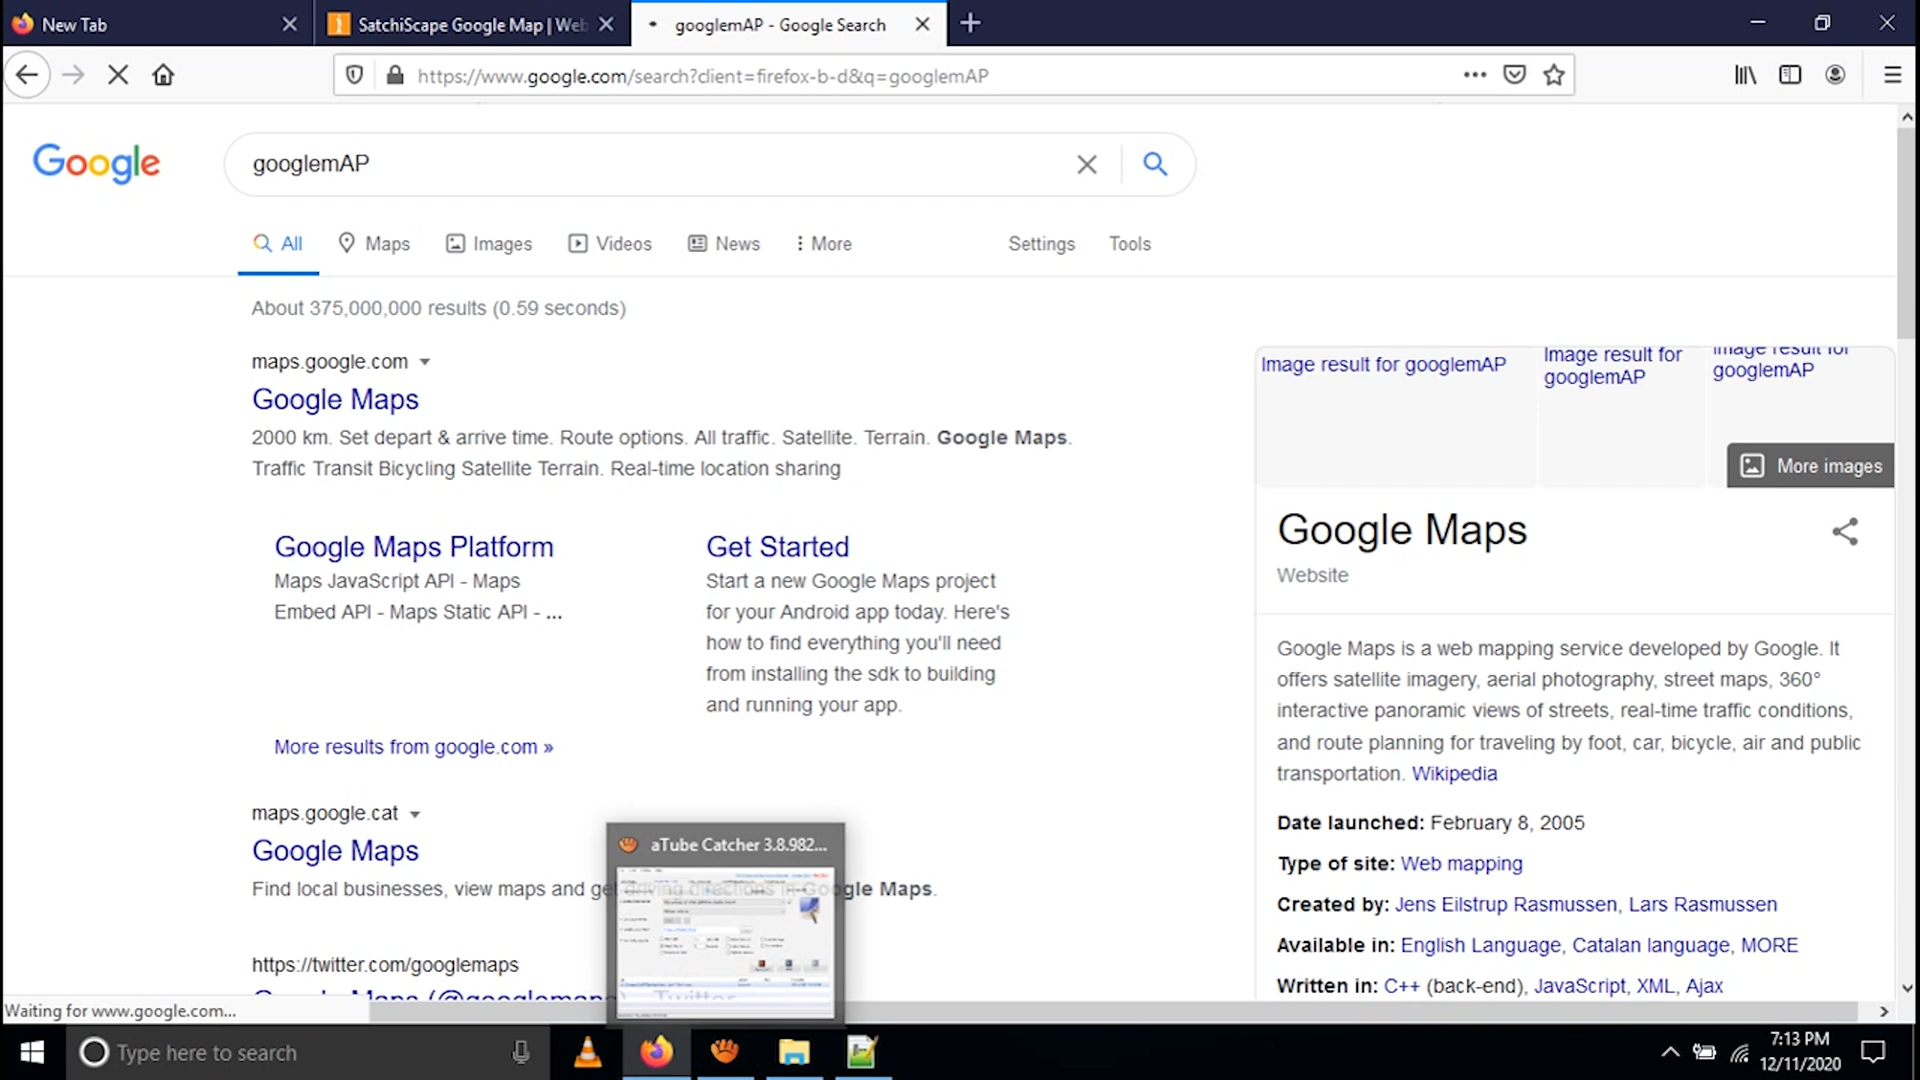 New Tab
SatchiScape Google Map | Web
googlemAP - Google Search
https://www.google.com/search?client=firefox-b-d&q=googlemAP
Google
googlemAP
All
Maps
Images
Videos
News
More
Settings
Tools
About 375,000,000 results (0.59 seconds)
maps.google.com
Google Maps
2000 km. Set depart & arrive time. Route options. All traffic. Satellite. Terrain. Google Maps.
Traffic Transit Bicycling Satellite Terrain. Real-time location sharing
Google Maps Platform
Maps JavaScript API - Maps
Embed API - Maps Static API - ...
Get Started
Start a new Google Maps project
for your Android app today. Here's
how to find everything you'll need
from installing the sdk to building
and running your app.
More results from google.com »
maps.google.cat
Google Maps
Find local businesses, view maps and get driving directions in Google Maps.
https://twitter.com/googlemaps
Google Maps (@googlemaps) · Twitter
Image result for googlemAP
Image result for
googlemAP
Image result for
googlemAP
More images
Google Maps
Website
Google Maps is a web mapping service developed by Google. It
offers satellite imagery, aerial photography, street maps, 360°
interactive panoramic views of streets, real-time traffic conditions,
and route planning for traveling by foot, car, bicycle, air and public
transportation. Wikipedia
Date launched: February 8, 2005
Type of site: Web mapping
Created by: Jens Eilstrup Rasmussen, Lars Rasmussen
Available in: English Language, Catalan language, MORE
Written in: C++ (back-end), JavaScript, XML, Ajax
aTube Catcher 3.8.982...
Waiting for www.google.com...
Type here to search
7:13 PM
12/11/2020